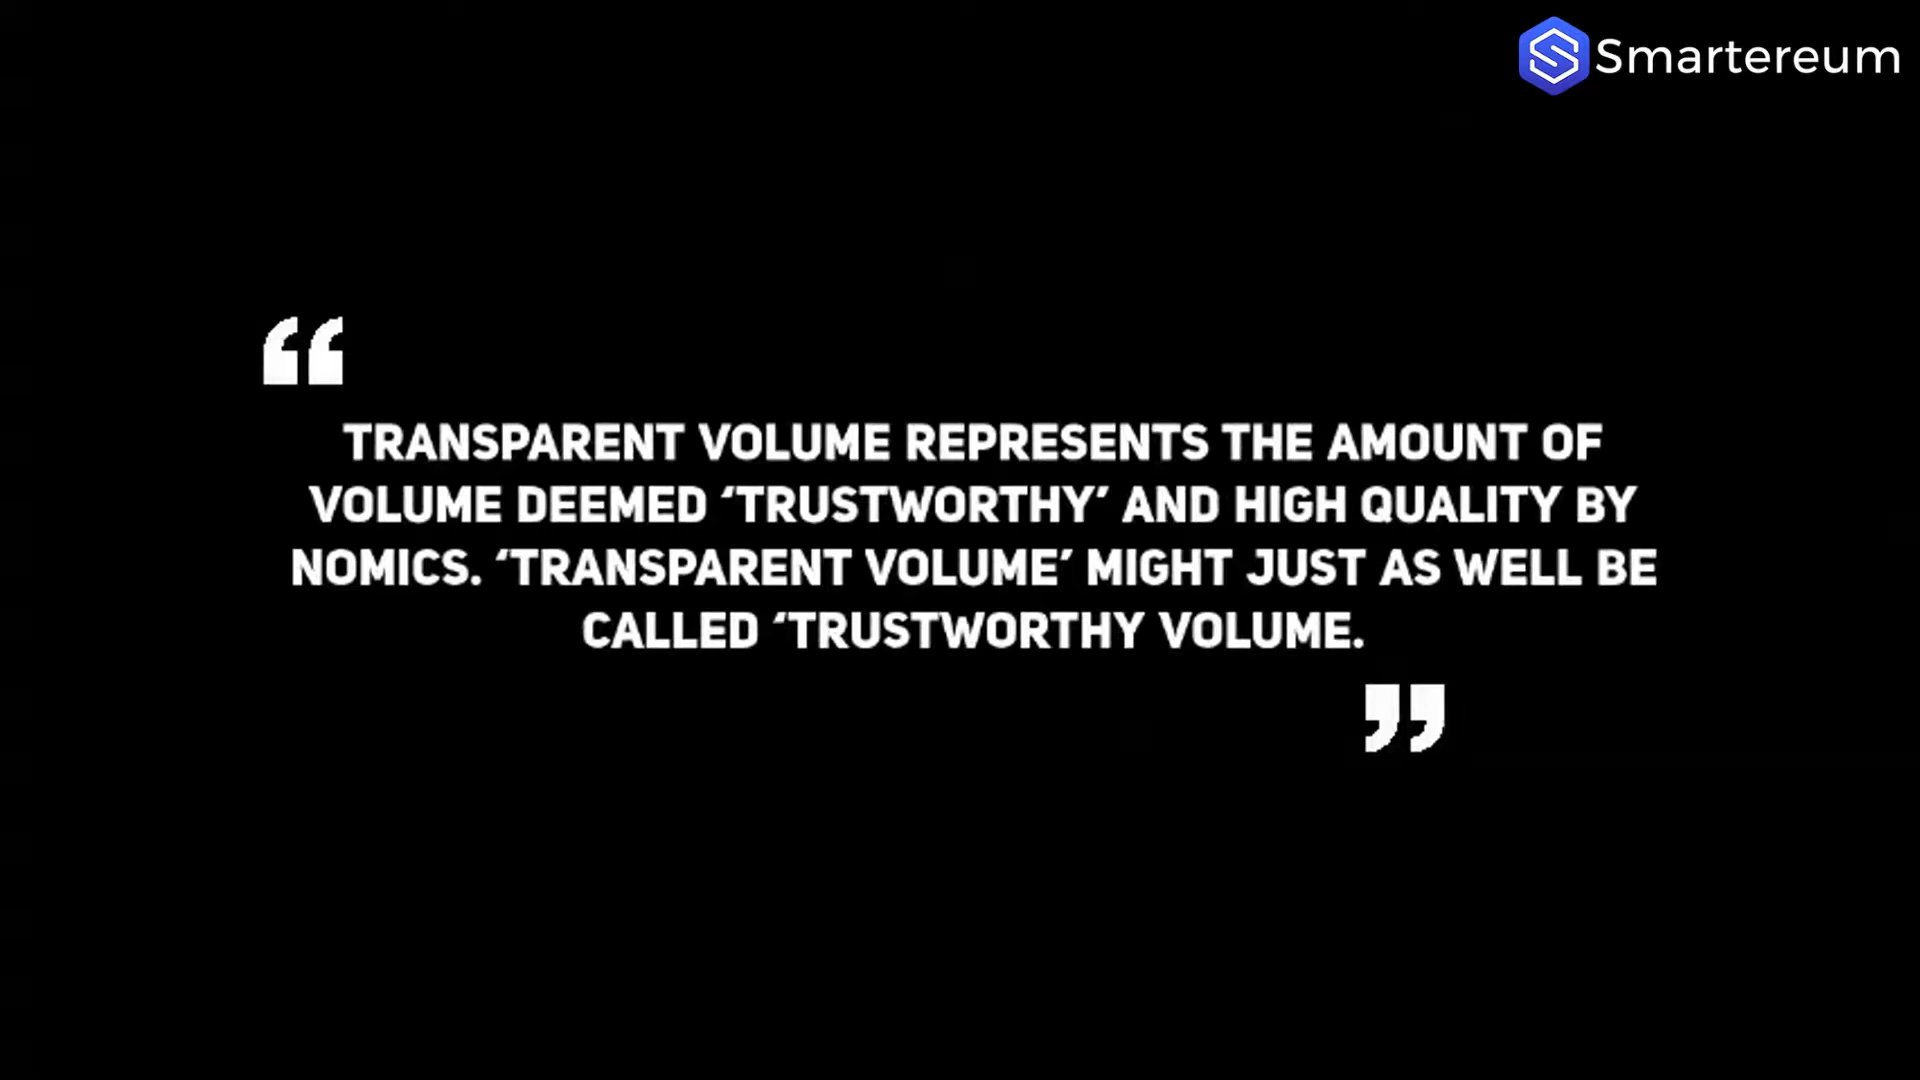 Smartereum
“
TRANSPARENT VOLUME REPRESENTS THE AMOUNT OF
VOLUME DEEMED ‘TRUSTWORTHY’ AND HIGH QUALITY BY
NOMICS. ‘TRANSPARENT VOLUME’ MIGHT JUST AS WELL BE
CALLED ‘TRUSTWORTHY VOLUME.
”